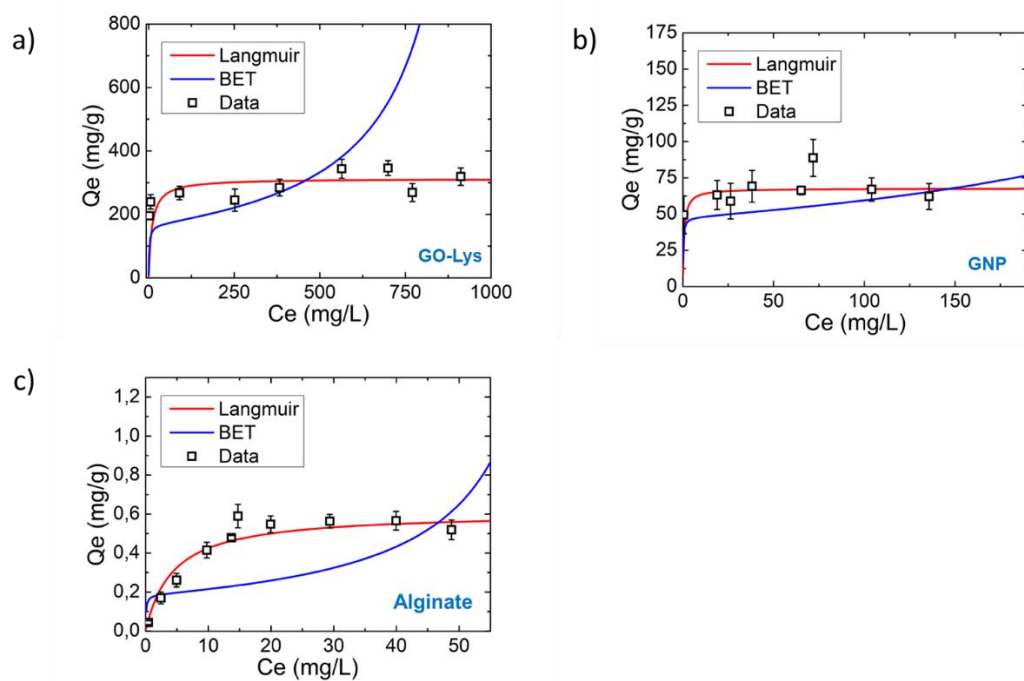 a)
800
600
400
200
0
Qe (mg/g)
Langmuir
BET
Data
GO-Lys
0 250 500 750 1000
Ce (mg/L)
b)
175
150
125
100
75
50
25
0
Qe (mg/g)
Langmuir
BET
Data
GNP
0 50 100 150
Ce (mg/L)
c)
1,2
1,0
0,8
0,6
0,4
0,2
0,0
Qe (mg/g)
Langmuir
BET
Data
Alginate
0 10 20 30 40 50
Ce (mg/L)